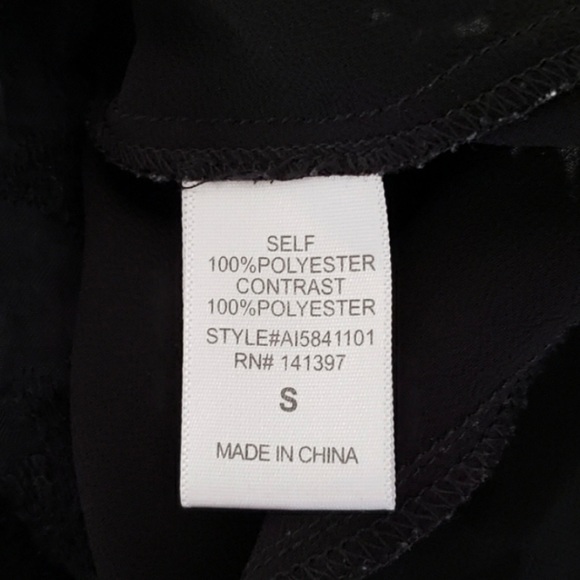 SELF
100%POLYESTER
CONTRAST
100%POLYESTER
STYLE#AI5841101
RN# 141397
S
MADE IN CHINA